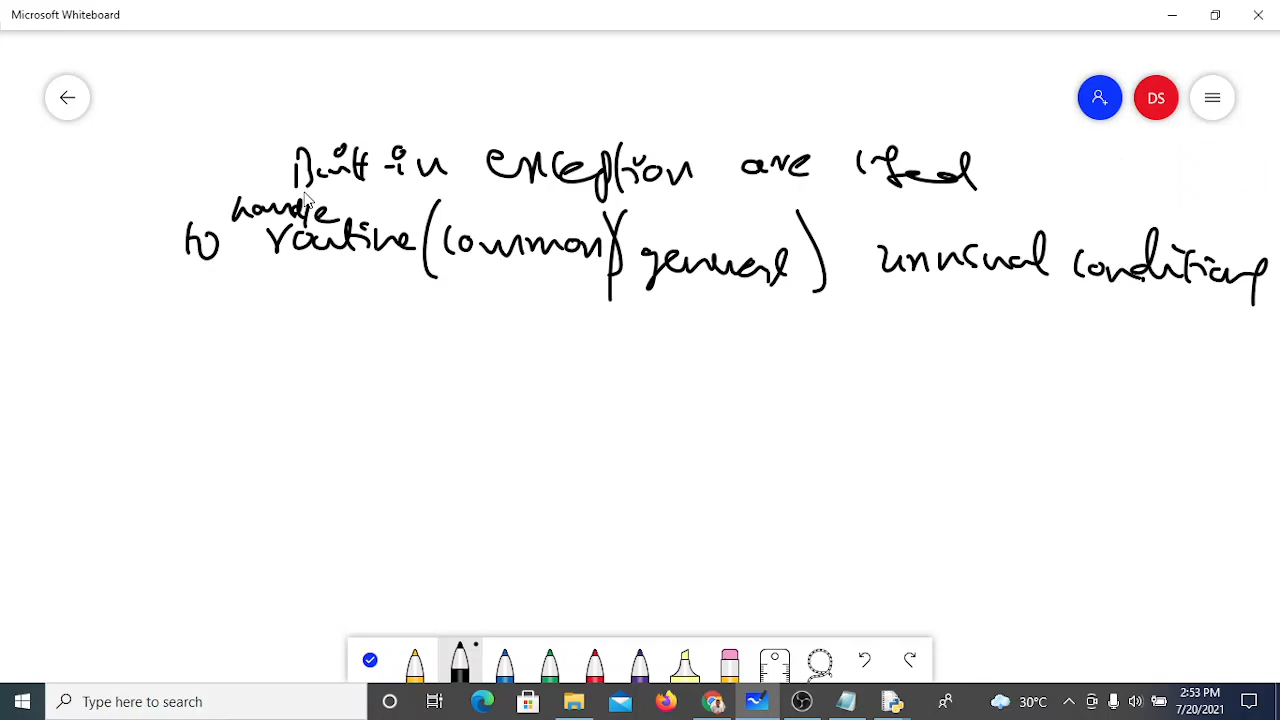 Microsoft Whiteboard
DS
Built-in exception are used
handle
to routine (common/general) unusual conditions
Type here to search
30°C
2:53 PM
7/20/2021